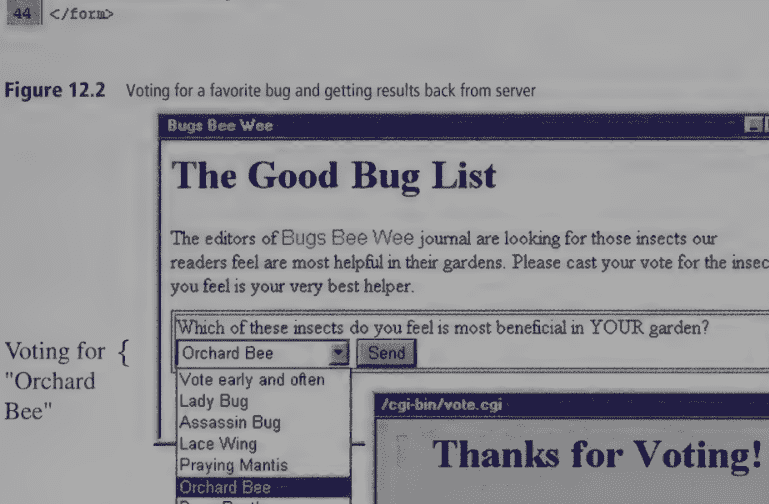 44 </form>
Figure 12.2 Voting for a favorite bug and getting results back from server
Bugs Bee Wee
The Good Bug List
The editors of Bugs Bee Wee journal are looking for those insects our
readers feel are most helpful in their gardens. Please cast your vote for the insec
you feel is your very best helper.
Which of these insects do you feel is most beneficial in YOUR garden?
Voting for {
"Orchard
Bee"
Orchard Bee Send
Vote early and often
Lady Bug
Assassin Bug
Lace Wing
Praying Mantis
Orchard Bee
/cgi-bin/vote.cgi
Thanks for Voting!